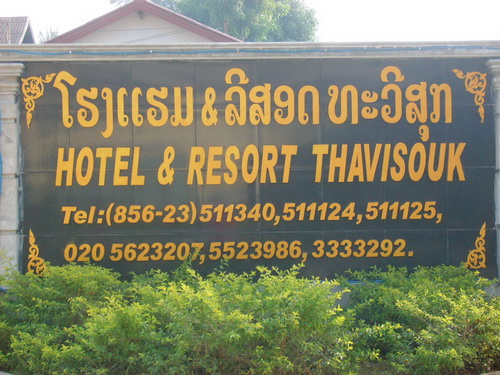 ໂຮງແຮມ & ລີສອດ ທະວີສຸກ
HOTEL & RESORT THAVISOUK
Tel:(856-23)511340,511124,511125,
020 5623207,5523986,3333292.